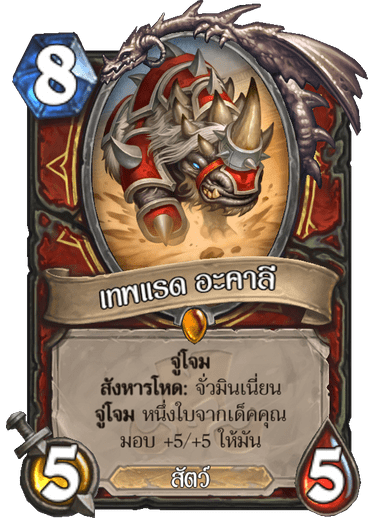 8
เทพแรด อะคาลี
จู่โจม
สังหารโหด: จั่วมินเนี่ยน
จู่โจม หนึ่งใบจากเด็คคุณ
มอบ +5/+5 ให้มัน
5
สัตว์
5